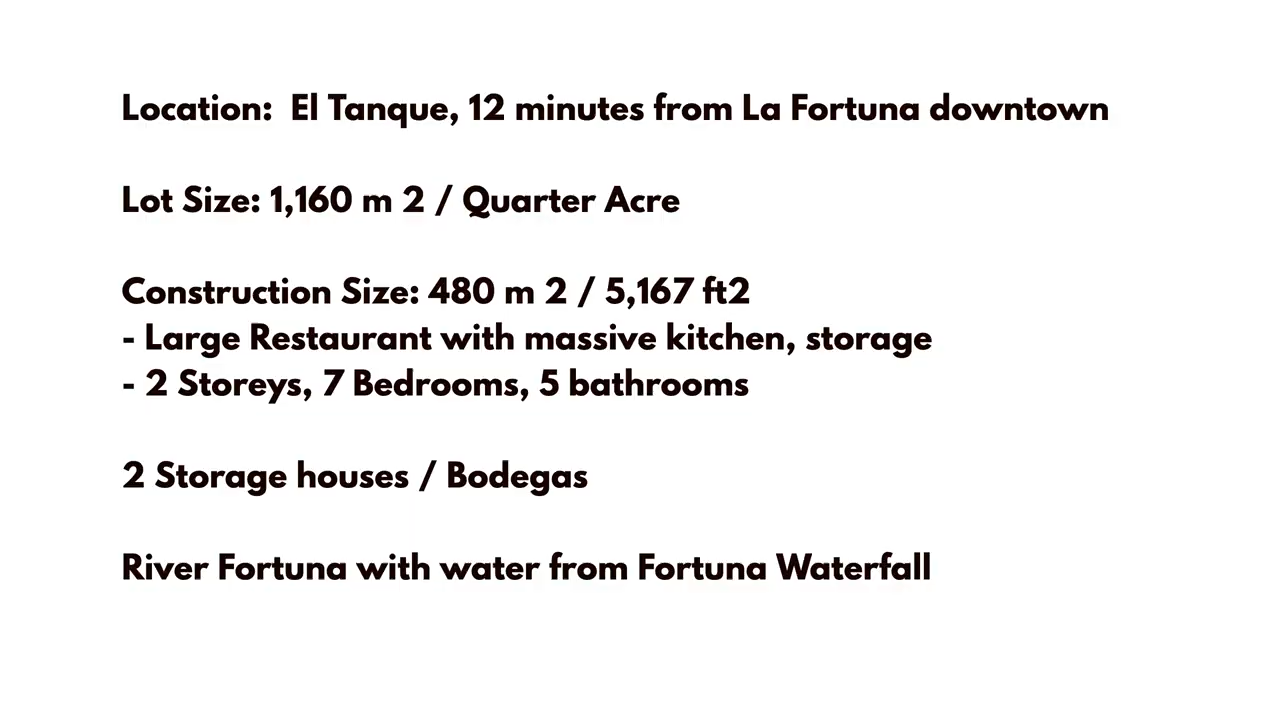 Location:  El Tanque, 12 minutes from La Fortuna downtown
Lot Size: 1,160 m 2 / Quarter Acre
Construction Size: 480 m 2 / 5,167 ft2
- Large Restaurant with massive kitchen, storage
- 2 Storeys, 7 Bedrooms, 5 bathrooms
2 Storage houses / Bodegas
River Fortuna with water from Fortuna Waterfall